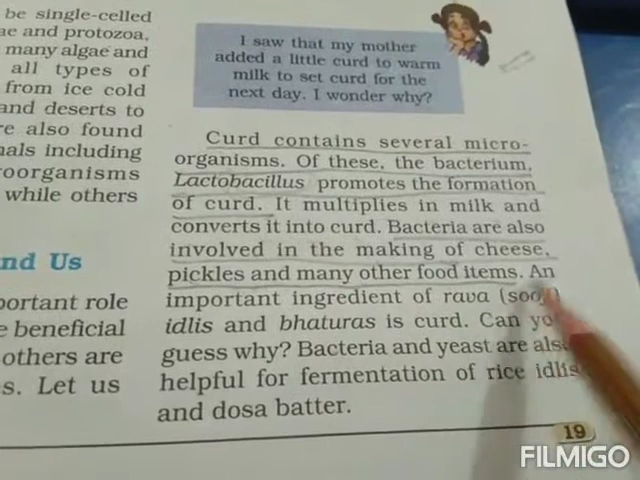 be single-celled
and protozoa,
many algae and
all types of
from ice cold
and deserts to
also found
including
while others
nd Us
role
beneficial
others are
Let us
I saw that my mother
added a little curd to warm
milk to set curd for the
next day. I wonder why?
Curd contains several micro-
organisms. Of these, the bacterium,
Lactobacillus promotes the formation
of curd. It multiplies in milk and
converts it into curd. Bacteria are also
involved in the making of cheese,
pickles and many other food items. An
important ingredient of rava (sooji)
idlis and bhaturas is curd. Can yo
guess why? Bacteria and yeast are als
helpful for fermentation of rice idlis
and dosa batter.
19
FILMIGO